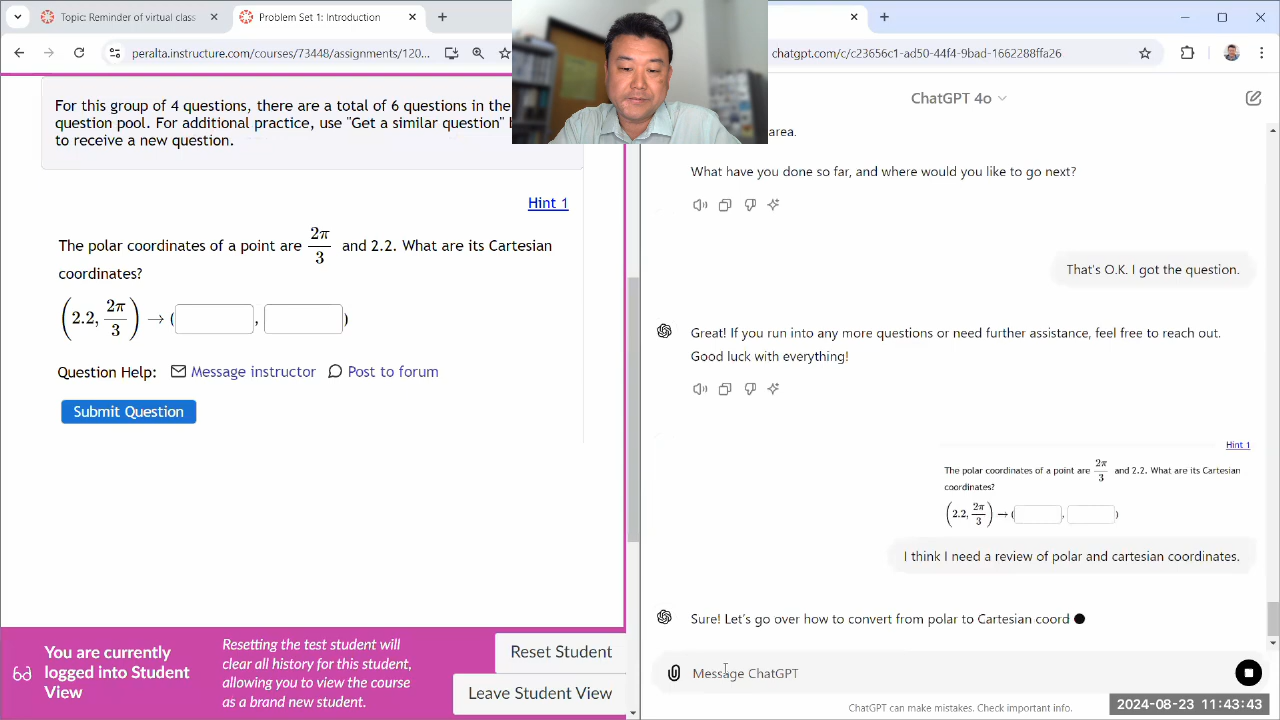 Topic: Reminder of virtual class
Problem Set 1: Introduction
peralta.instructure.com/courses/73448/assignments/120...
chatgpt.com/c/c23656c1-ad50-44f4-9bad-1662288ffa26
For this group of 4 questions, there are a total of 6 questions in the
question pool. For additional practice, use "Get a similar question"
to receive a new question.
Hint 1
The polar coordinates of a point are 2π/3 and 2.2. What are its Cartesian
coordinates?
(2.2, 2π/3) → ( , )
Question Help: Message instructor Post to forum
Submit Question
You are currently
logged into Student
View
Resetting the test student will
clear all history for this student,
allowing you to view the course
as a brand new student.
Reset Student
Leave Student View
ChatGPT 4o
area.
What have you done so far, and where would you like to go next?
That's O.K. I got the question.
Great! If you run into any more questions or need further assistance, feel free to reach out.
Good luck with everything!
Hint 1
The polar coordinates of a point are 2π/3 and 2.2. What are its Cartesian
coordinates?
(2.2, 2π/3) → ( , )
I think I need a review of polar and cartesian coordinates.
Sure! Let's go over how to convert from polar to Cartesian coord
Message ChatGPT
ChatGPT can make mistakes. Check important info.
2024-08-23 11:43:43